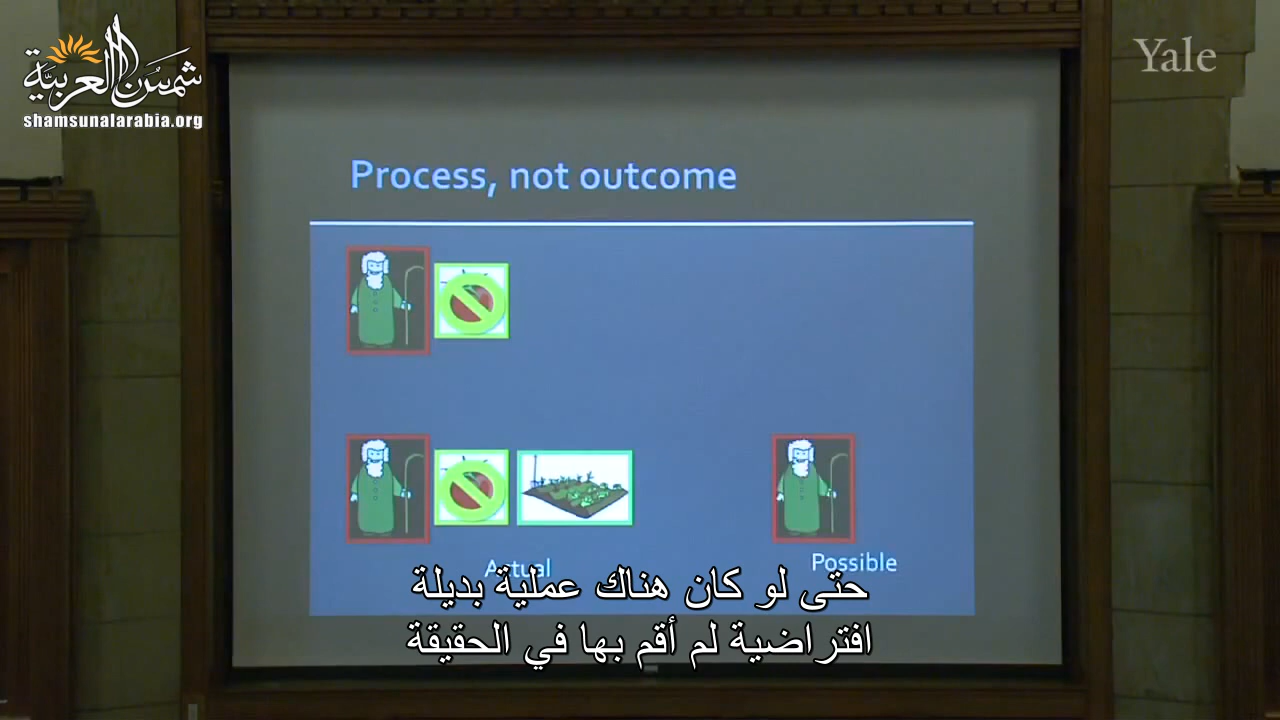 شمس العربية
shamsunalarabia.org
Yale
Process, not outcome
Actual
Possible
حتى لو كان هناك عملية بديلة
افتراضية لم أقم بها في الحقيقة